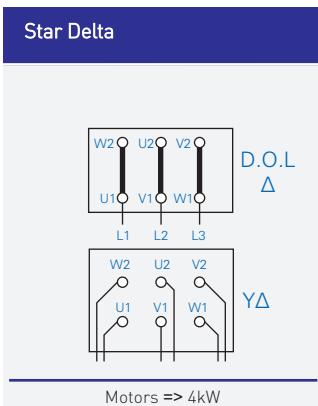 Star Delta
W2 U2 V2
D.O.L
Δ
U1 V1 W1
L1 L2 L3
W2 U2 V2
YΔ
U1 V1 W1
Motors => 4kW